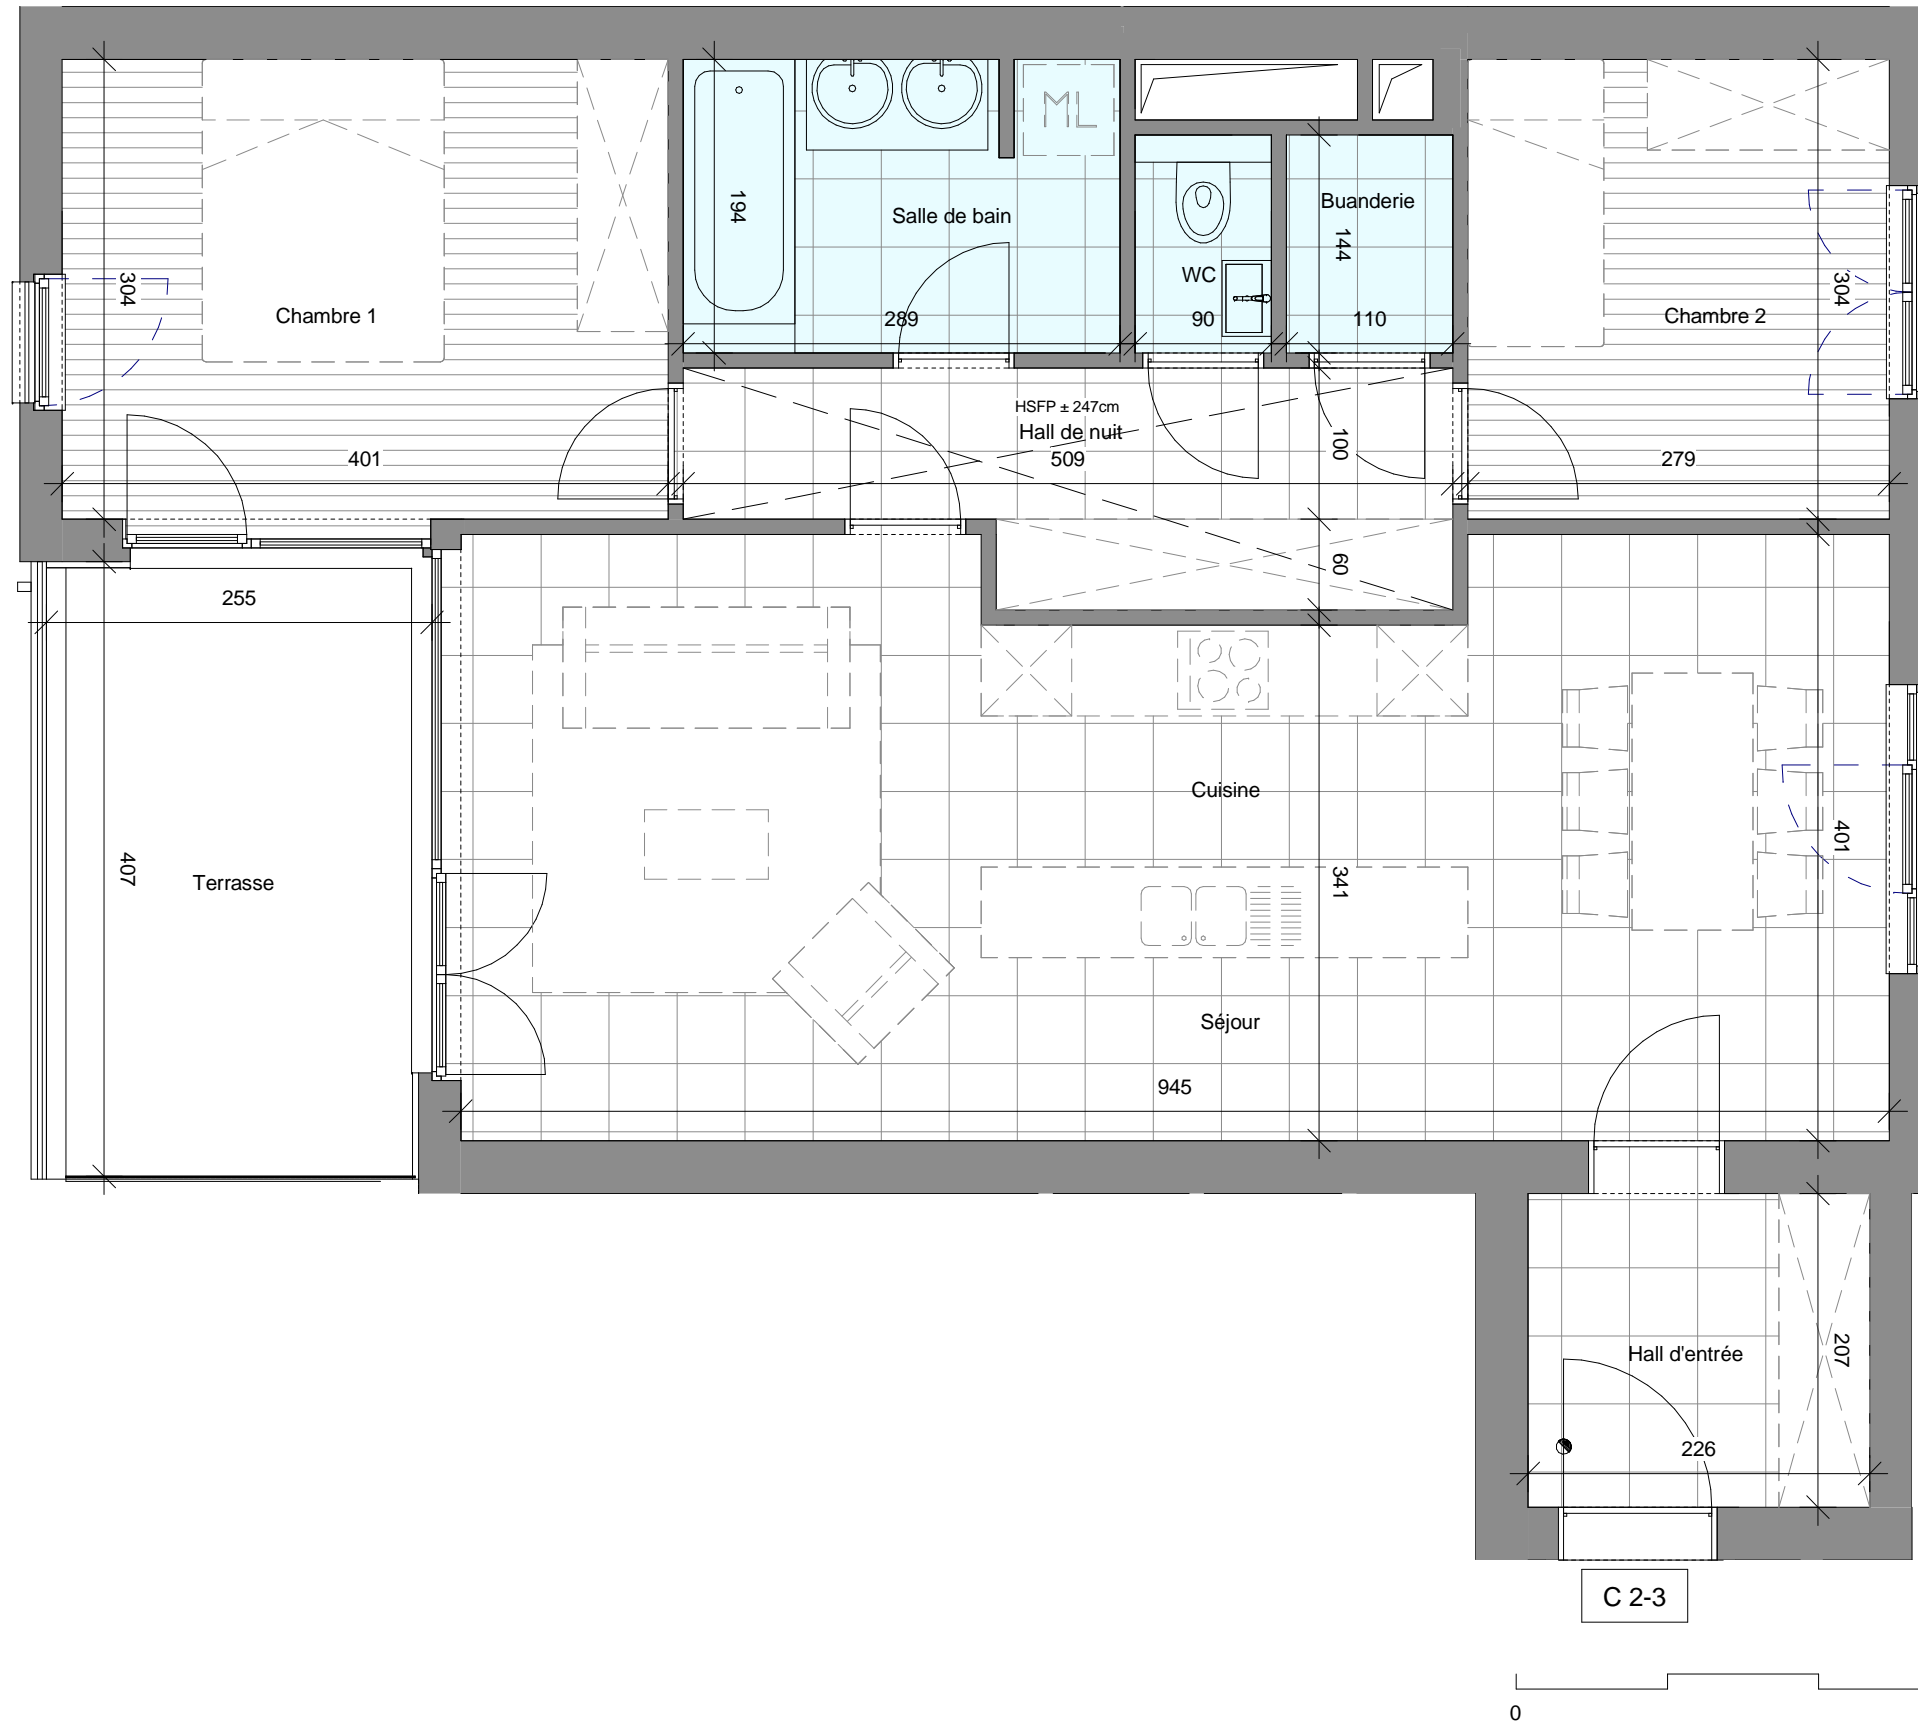 ML
194
Salle de bain
Buanderie
144
WC
304
Chambre 1
289
90
110
304
Chambre 2
HSFP ± 247cm
Hall de nuit
100
401
509
279
60
255
Cuisine
401
407
Terrasse
341
Séjour
945
Hall d'entrée
207
226
C 2-3
0